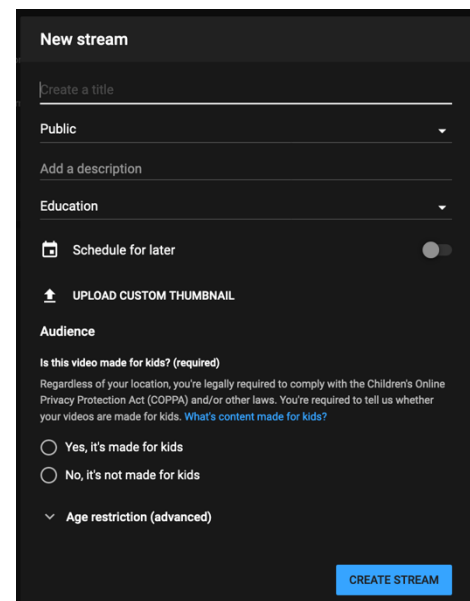 New stream
Create a title
Public
Add a description
Education
Schedule for later
UPLOAD CUSTOM THUMBNAIL
Audience
Is this video made for kids? (required)
Regardless of your location, you're legally required to comply with the Children's Online
Privacy Protection Act (COPPA) and/or other laws. You're required to tell us whether
your videos are made for kids. What's content made for kids?
Yes, it's made for kids
No, it's not made for kids
Age restriction (advanced)
CREATE STREAM